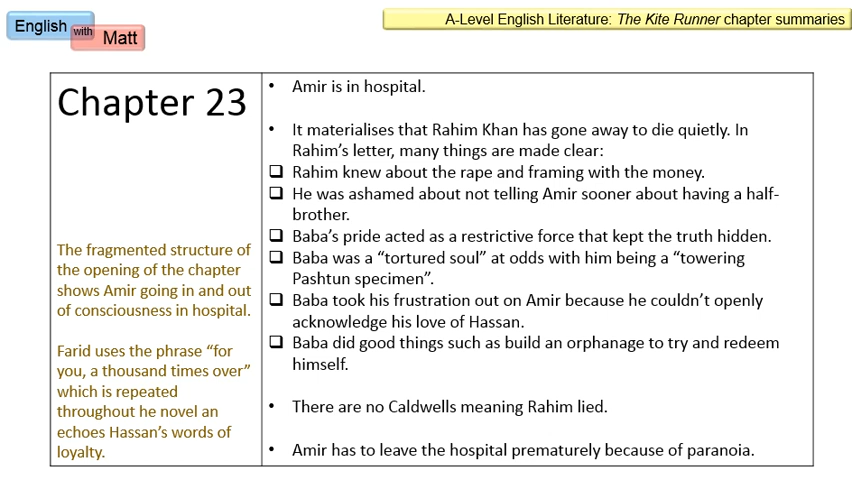 English
with
Matt
A-Level English Literature: The Kite Runner chapter summaries
Chapter 23
The fragmented structure of
the opening of the chapter
shows Amir going in and out
of consciousness in hospital.
Farid uses the phrase “for
you, a thousand times over”
which is repeated
throughout he novel an
echoes Hassan’s words of
loyalty.
• Amir is in hospital.
• It materialises that Rahim Khan has gone away to die quietly. In
Rahim’s letter, many things are made clear:
❑ Rahim knew about the rape and framing with the money.
❑ He was ashamed about not telling Amir sooner about having a half-
brother.
❑ Baba’s pride acted as a restrictive force that kept the truth hidden.
❑ Baba was a “tortured soul” at odds with him being a “towering
Pashtun specimen”.
❑ Baba took his frustration out on Amir because he couldn’t openly
acknowledge his love of Hassan.
❑ Baba did good things such as build an orphanage to try and redeem
himself.
• There are no Caldwells meaning Rahim lied.
• Amir has to leave the hospital prematurely because of paranoia.